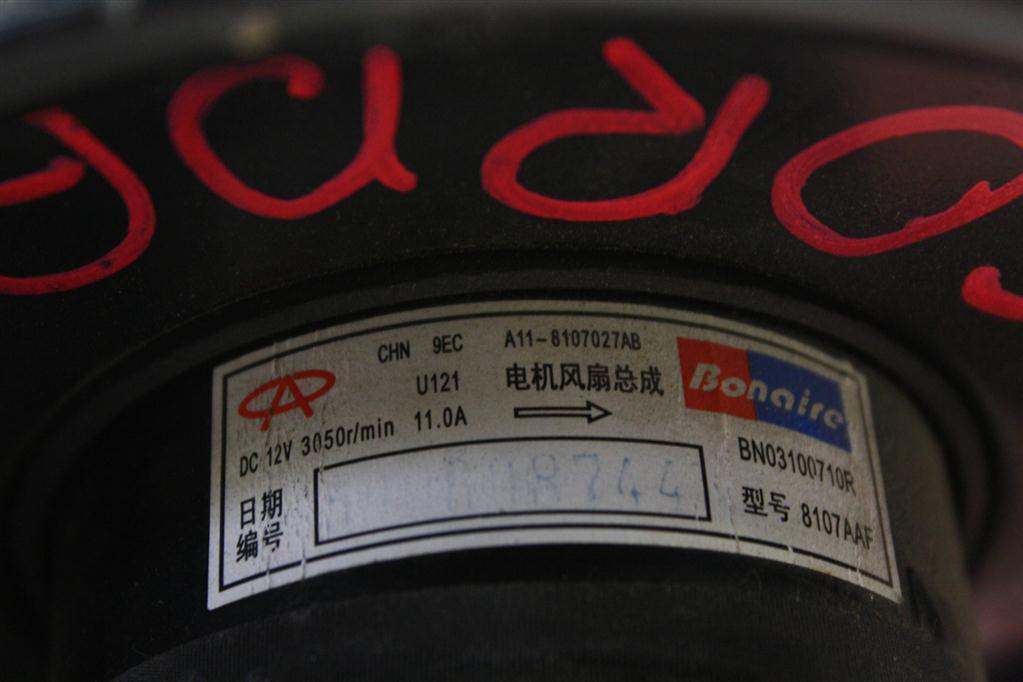 CHN 9EC A11-8107027AB
U121 电机风扇总成
Bonaire
DC 12V 3050r/min 11.0A
BN03100710R
日期
编号
型号 8107AAF